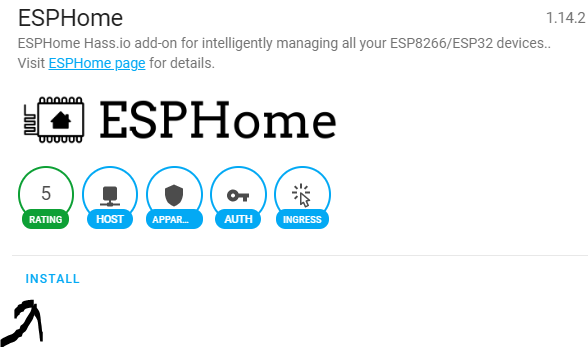 ESPHome
1.14.2
ESPHome Hass.io add-on for intelligently managing all your ESP8266/ESP32 devices..
Visit ESPHome page for details.
ESPHome
5
RATING
HOST
APPAR...
AUTH
INGRESS
INSTALL